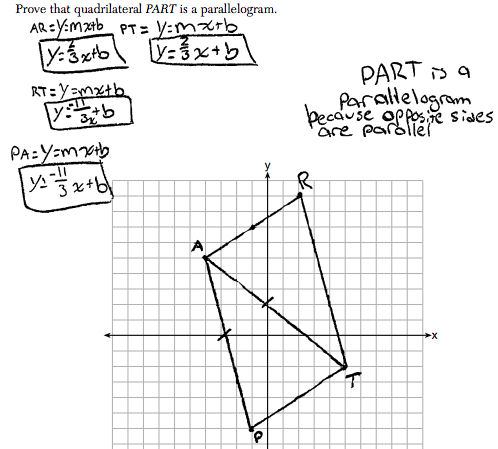 Prove that quadrilateral PART is a parallelogram.
AR=y=mx+b PT= y=mx+b
y=2/3x+b y=2/3x+b
RT=y=mx+b
y=-11/3x+b
PA=y=mx+b
y=-11/3x+b
PART is a
Parallelogram
because opposite sides
are parallel
y
R
A
x
T
P